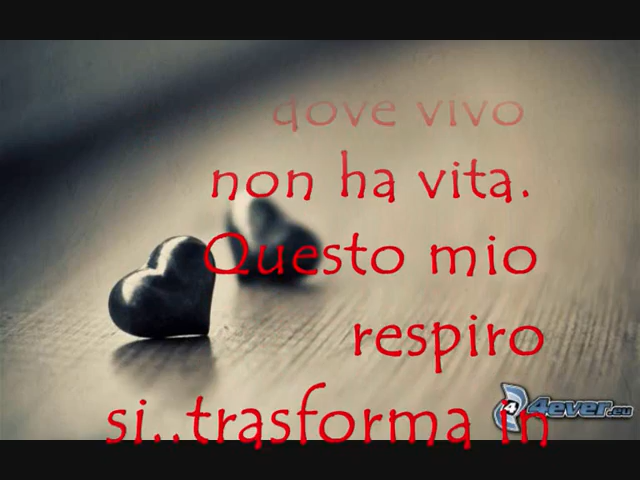 dove vivo
non ha vita.
Questo mio
respiro
si..trasforma in
4ever.eu